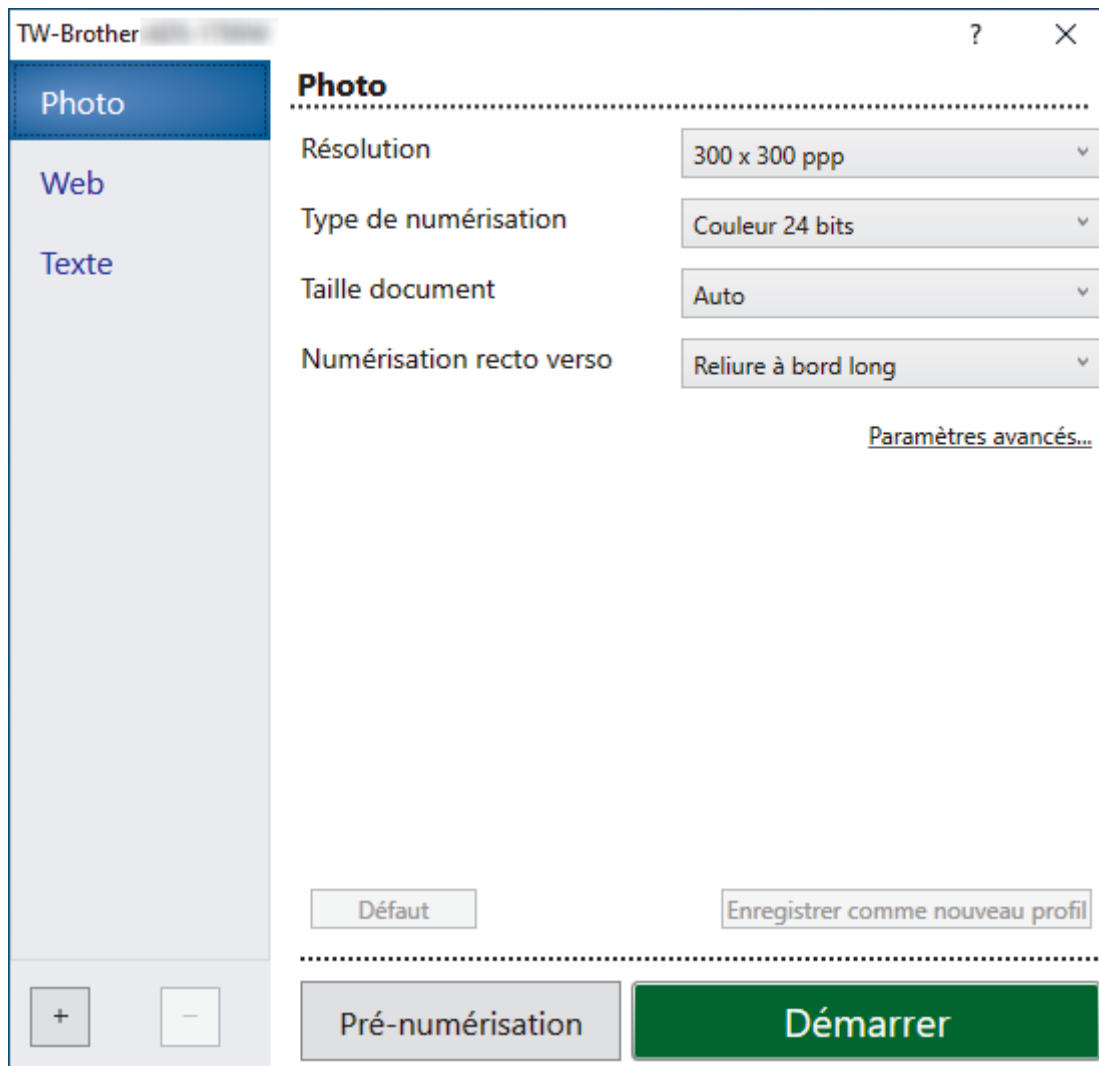 TW-Brother
?
Photo
Web
Texte
Photo
Résolution
300 x 300 ppp
Type de numérisation
Couleur 24 bits
Taille document
Auto
Numérisation recto verso
Reliure à bord long
Paramètres avancés...
Défaut
Enregistrer comme nouveau profil
+
−
Pré-numérisation
Démarrer